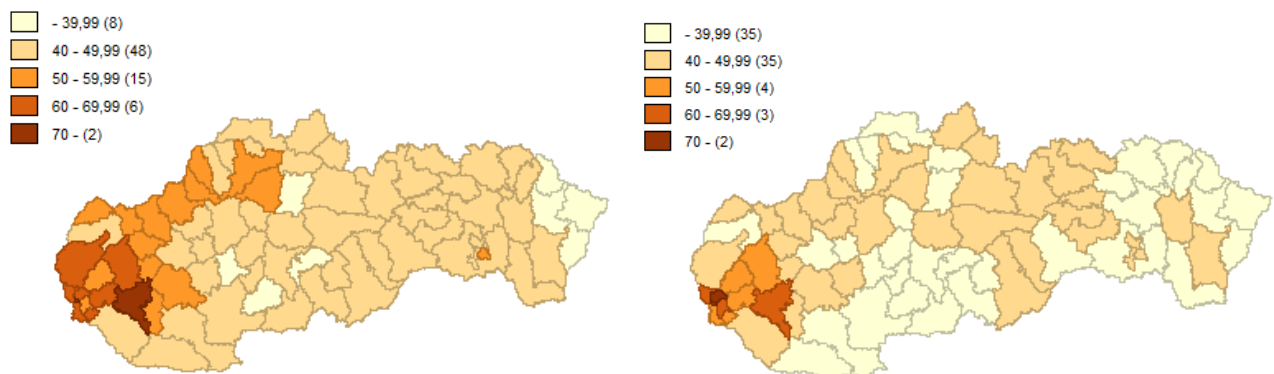 - 39,99 (8)
40 - 49,99 (48)
50 - 59,99 (15)
60 - 69,99 (6)
70 - (2)
- 39,99 (35)
40 - 49,99 (35)
50 - 59,99 (4)
60 - 69,99 (3)
70 - (2)